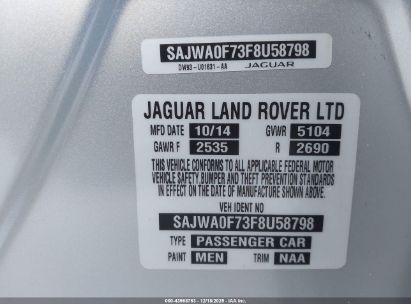 SAJWA0F73F8U58798
DW93 - U01631 - AA JAGUAR
JAGUAR LAND ROVER LTD
MFD DATE 10/14 GVWR 5104
GAWR F 2535 R 2690
THIS VEHICLE CONFORMS TO ALL APPLICABLE FEDERAL MOTOR
VEHICLE SAFETY, BUMPER AND THEFT PREVENTION STANDARDS
IN EFFECT ON THE DATE OF MANUFACTURE SHOWN ABOVE.
VEH IDENT NO
SAJWA0F73F8U58798
TYPE PASSENGER CAR
PAINT MEN TRIM NAA